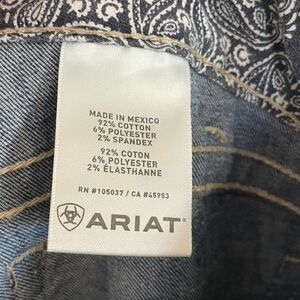 MADE IN MEXICO
92% COTTON
6% POLYESTER
2% SPANDEX
92% COTON
6% POLYESTER
2% ÉLASTHANNE
RN #105037 / CA #45953
ARIAT